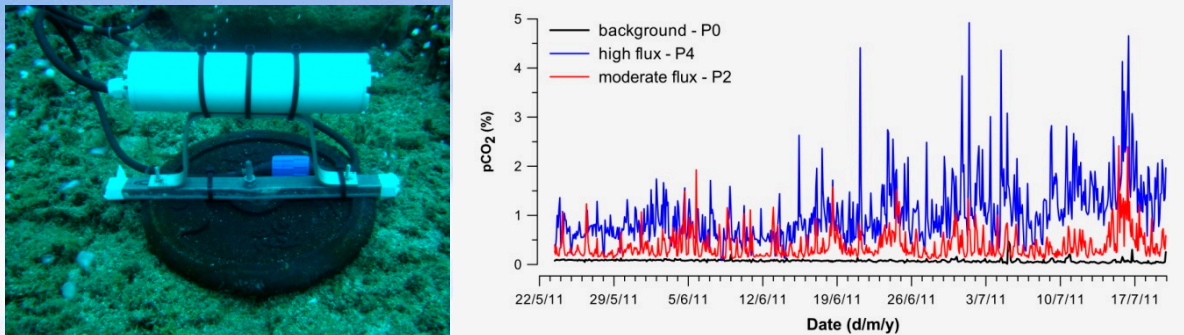 background - P0
high flux - P4
moderate flux - P2
5
4
3
2
1
0
pCO₂ (%)
22/5/11 29/5/11 5/6/11 12/6/11 19/6/11 26/6/11 3/7/11 10/7/11 17/7/11
Date (d/m/y)